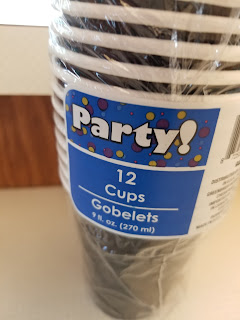 Party!
12
Cups
Gobelets
9 fl. oz. (270 ml)